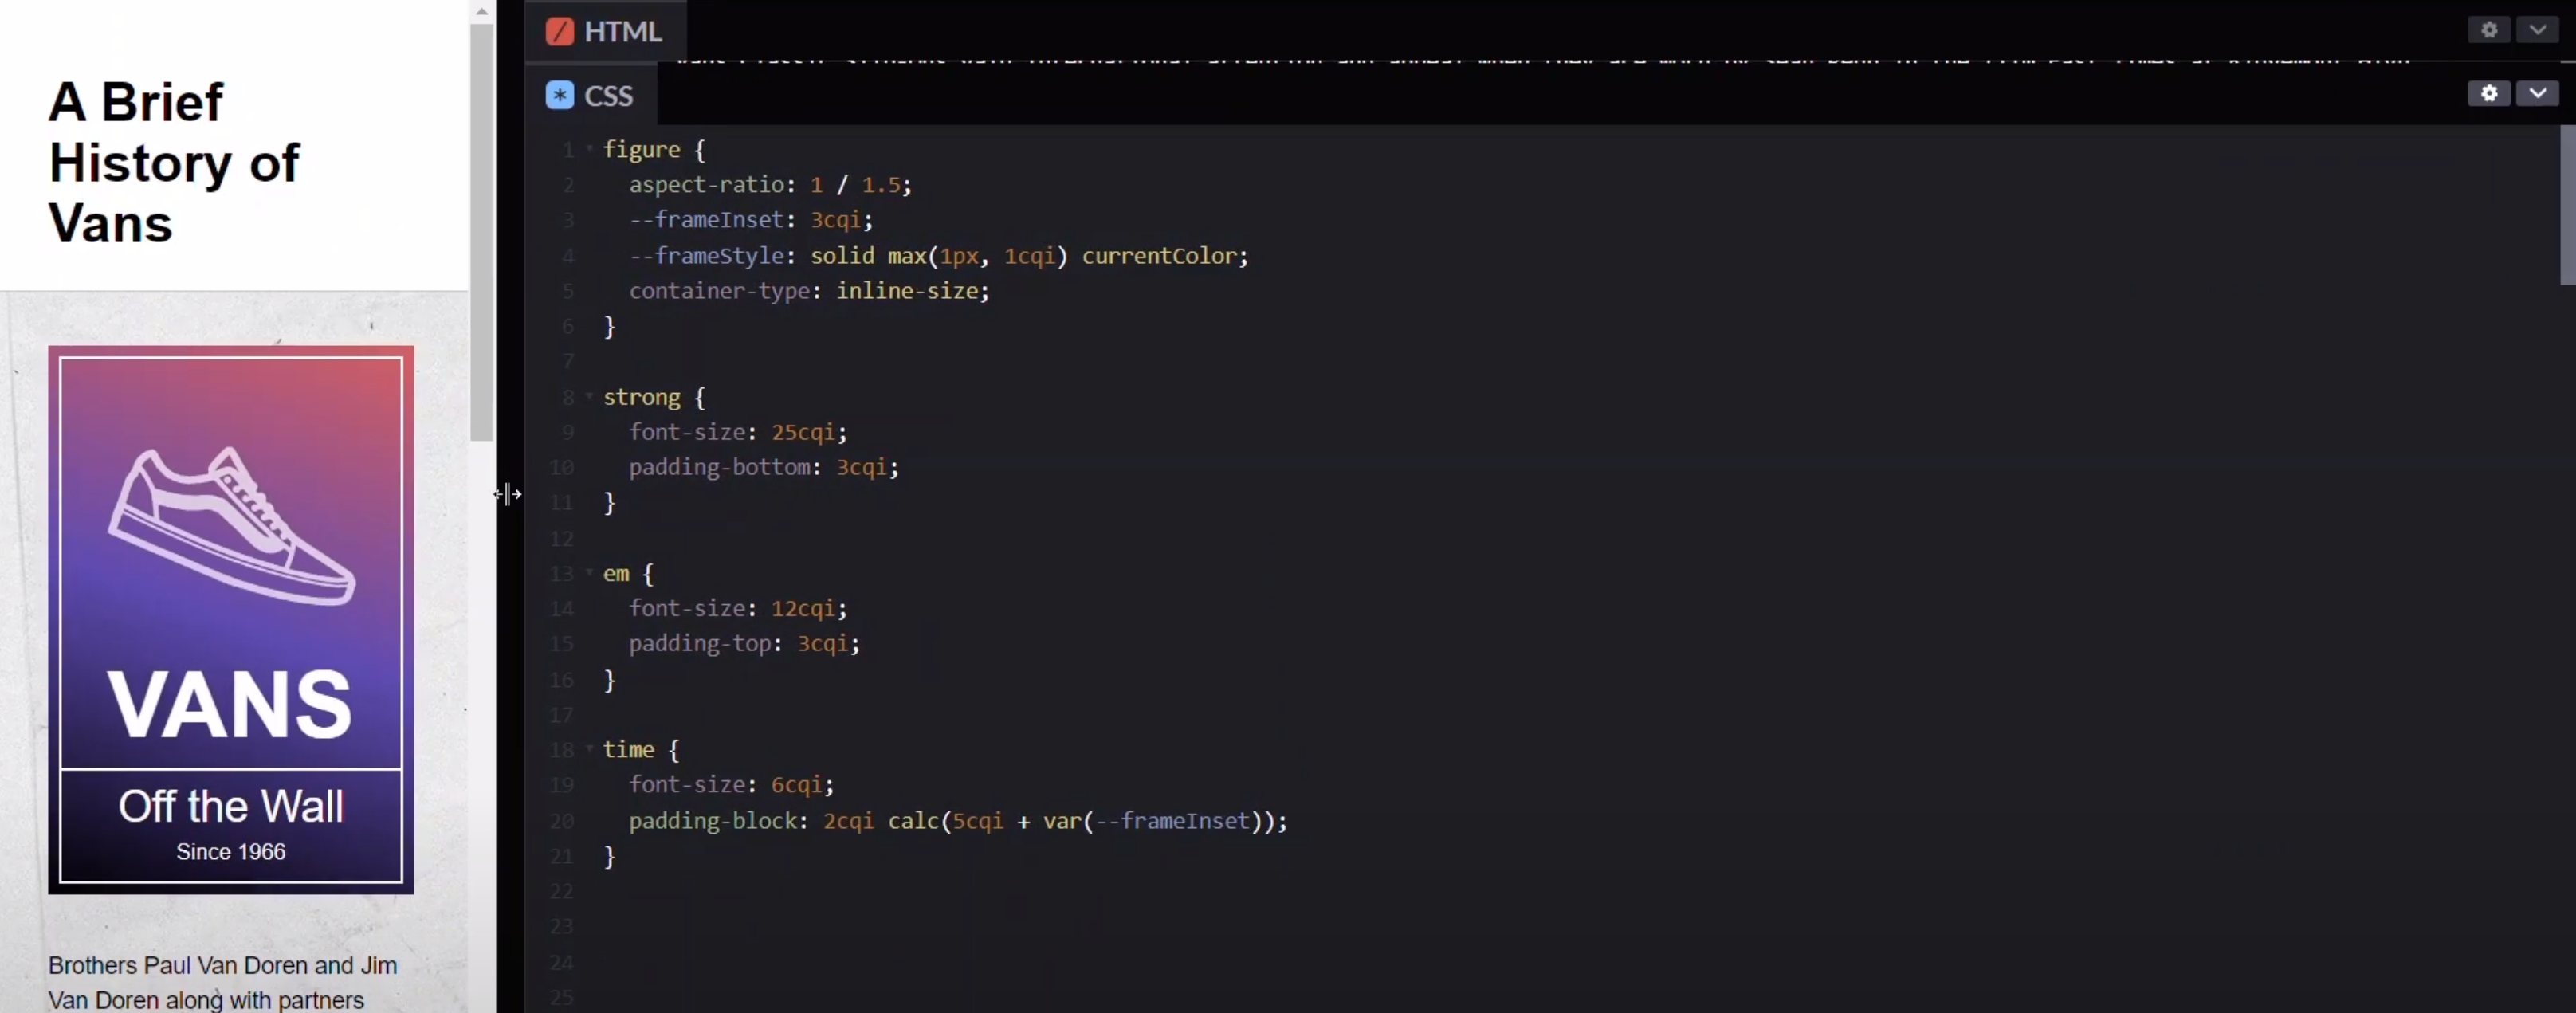 A Brief
History of
Vans
VANS
Off the Wall
Since 1966
Brothers Paul Van Doren and Jim
Van Doren along with partners
HTML
* CSS
1 figure {
2 aspect-ratio: 1 / 1.5;
3 --frameInset: 3cqi;
4 --frameStyle: solid max(1px, 1cqi) currentColor;
5 container-type: inline-size;
6 }
7
8 strong {
9 font-size: 25cqi;
10 padding-bottom: 3cqi;
11 }
12
13 em {
14 font-size: 12cqi;
15 padding-top: 3cqi;
16 }
17
18 time {
19 font-size: 6cqi;
20 padding-block: 2cqi calc(5cqi + var(--frameInset));
21 }
22
23
24
25